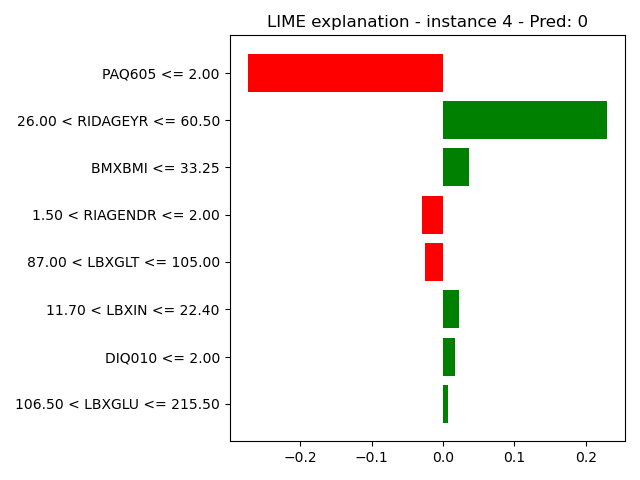 LIME explanation - instance 4 - Pred: 0
PAQ605 <= 2.00
26.00 < RIDAGEYR <= 60.50
BMXBMI <= 33.25
1.50 < RIAGENDR <= 2.00
87.00 < LBXGLT <= 105.00
11.70 < LBXIN <= 22.40
DIQ010 <= 2.00
106.50 < LBXGLU <= 215.50
−0.2 −0.1 0.0 0.1 0.2